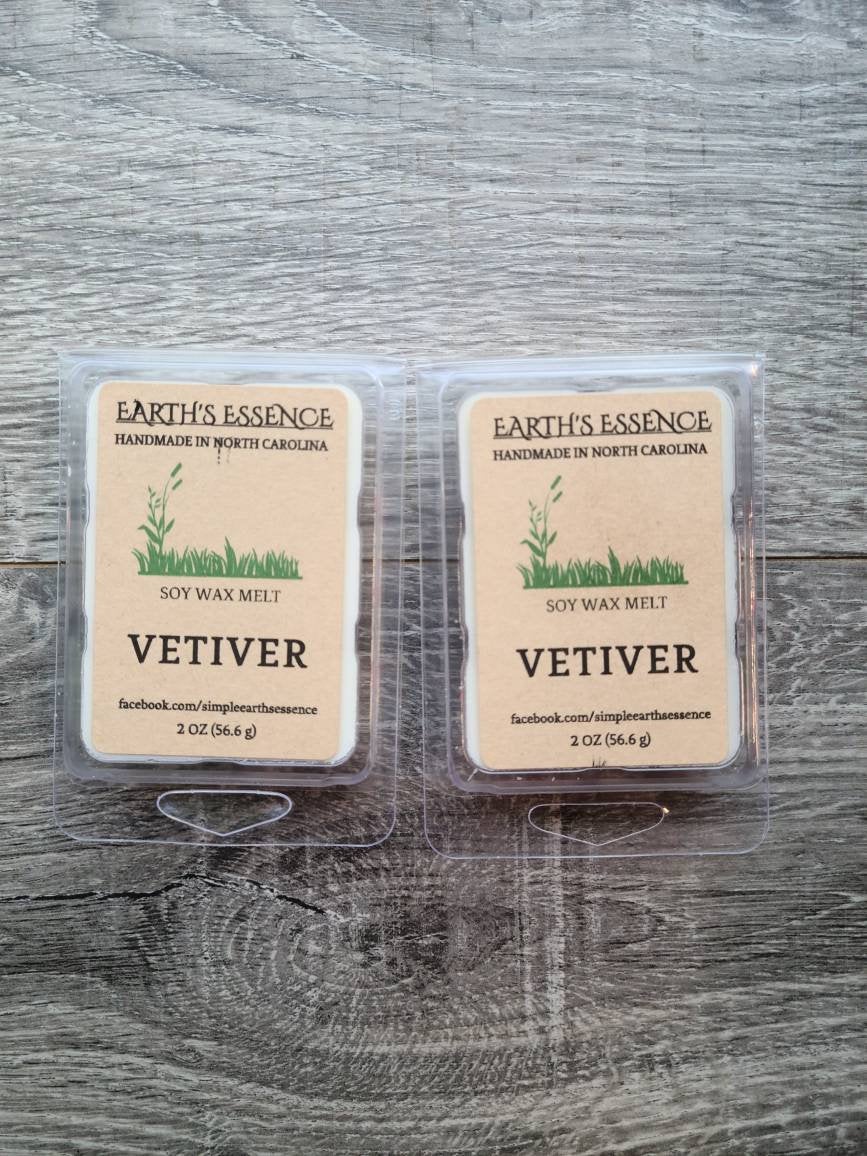 EARTH'S ESSENCE
HANDMADE IN NORTH CAROLINA
SOY WAX MELT
VETIVER
facebook.com/simpleearthsessence
2 OZ (56.6 g)
EARTH'S ESSENCE
HANDMADE IN NORTH CAROLINA
SOY WAX MELT
VETIVER
facebook.com/simpleearthsessence
2 OZ (56.6 g)